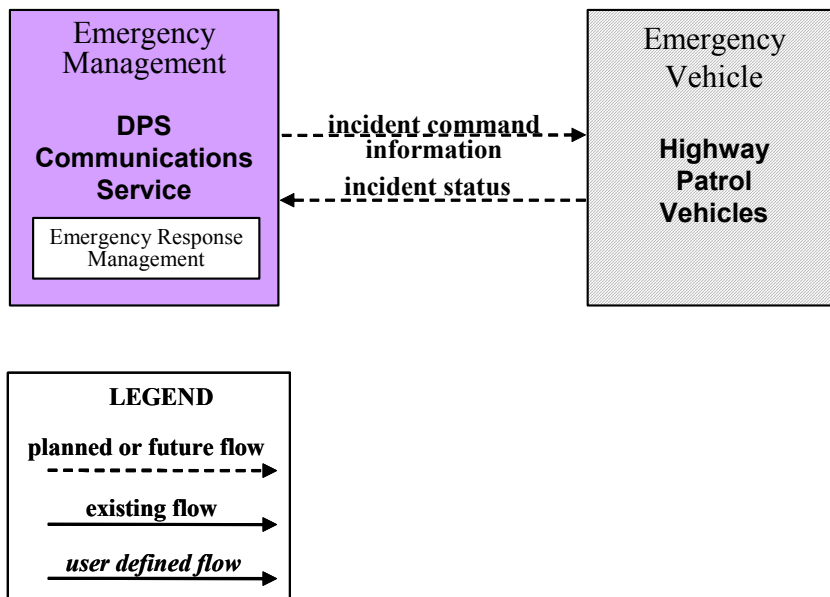 Emergency
Management
DPS
Communications
Service
Emergency Response
Management
incident command
information
incident status
Emergency
Vehicle
Highway
Patrol
Vehicles
LEGEND
planned or future flow
existing flow
user defined flow